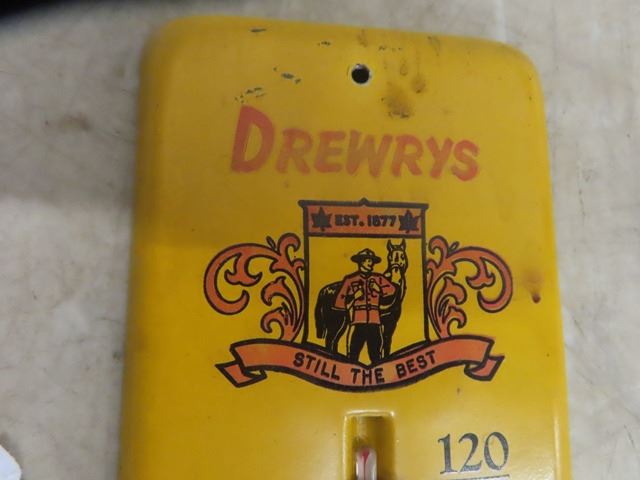 DREWRYS
EST. 1877
STILL THE BEST
120